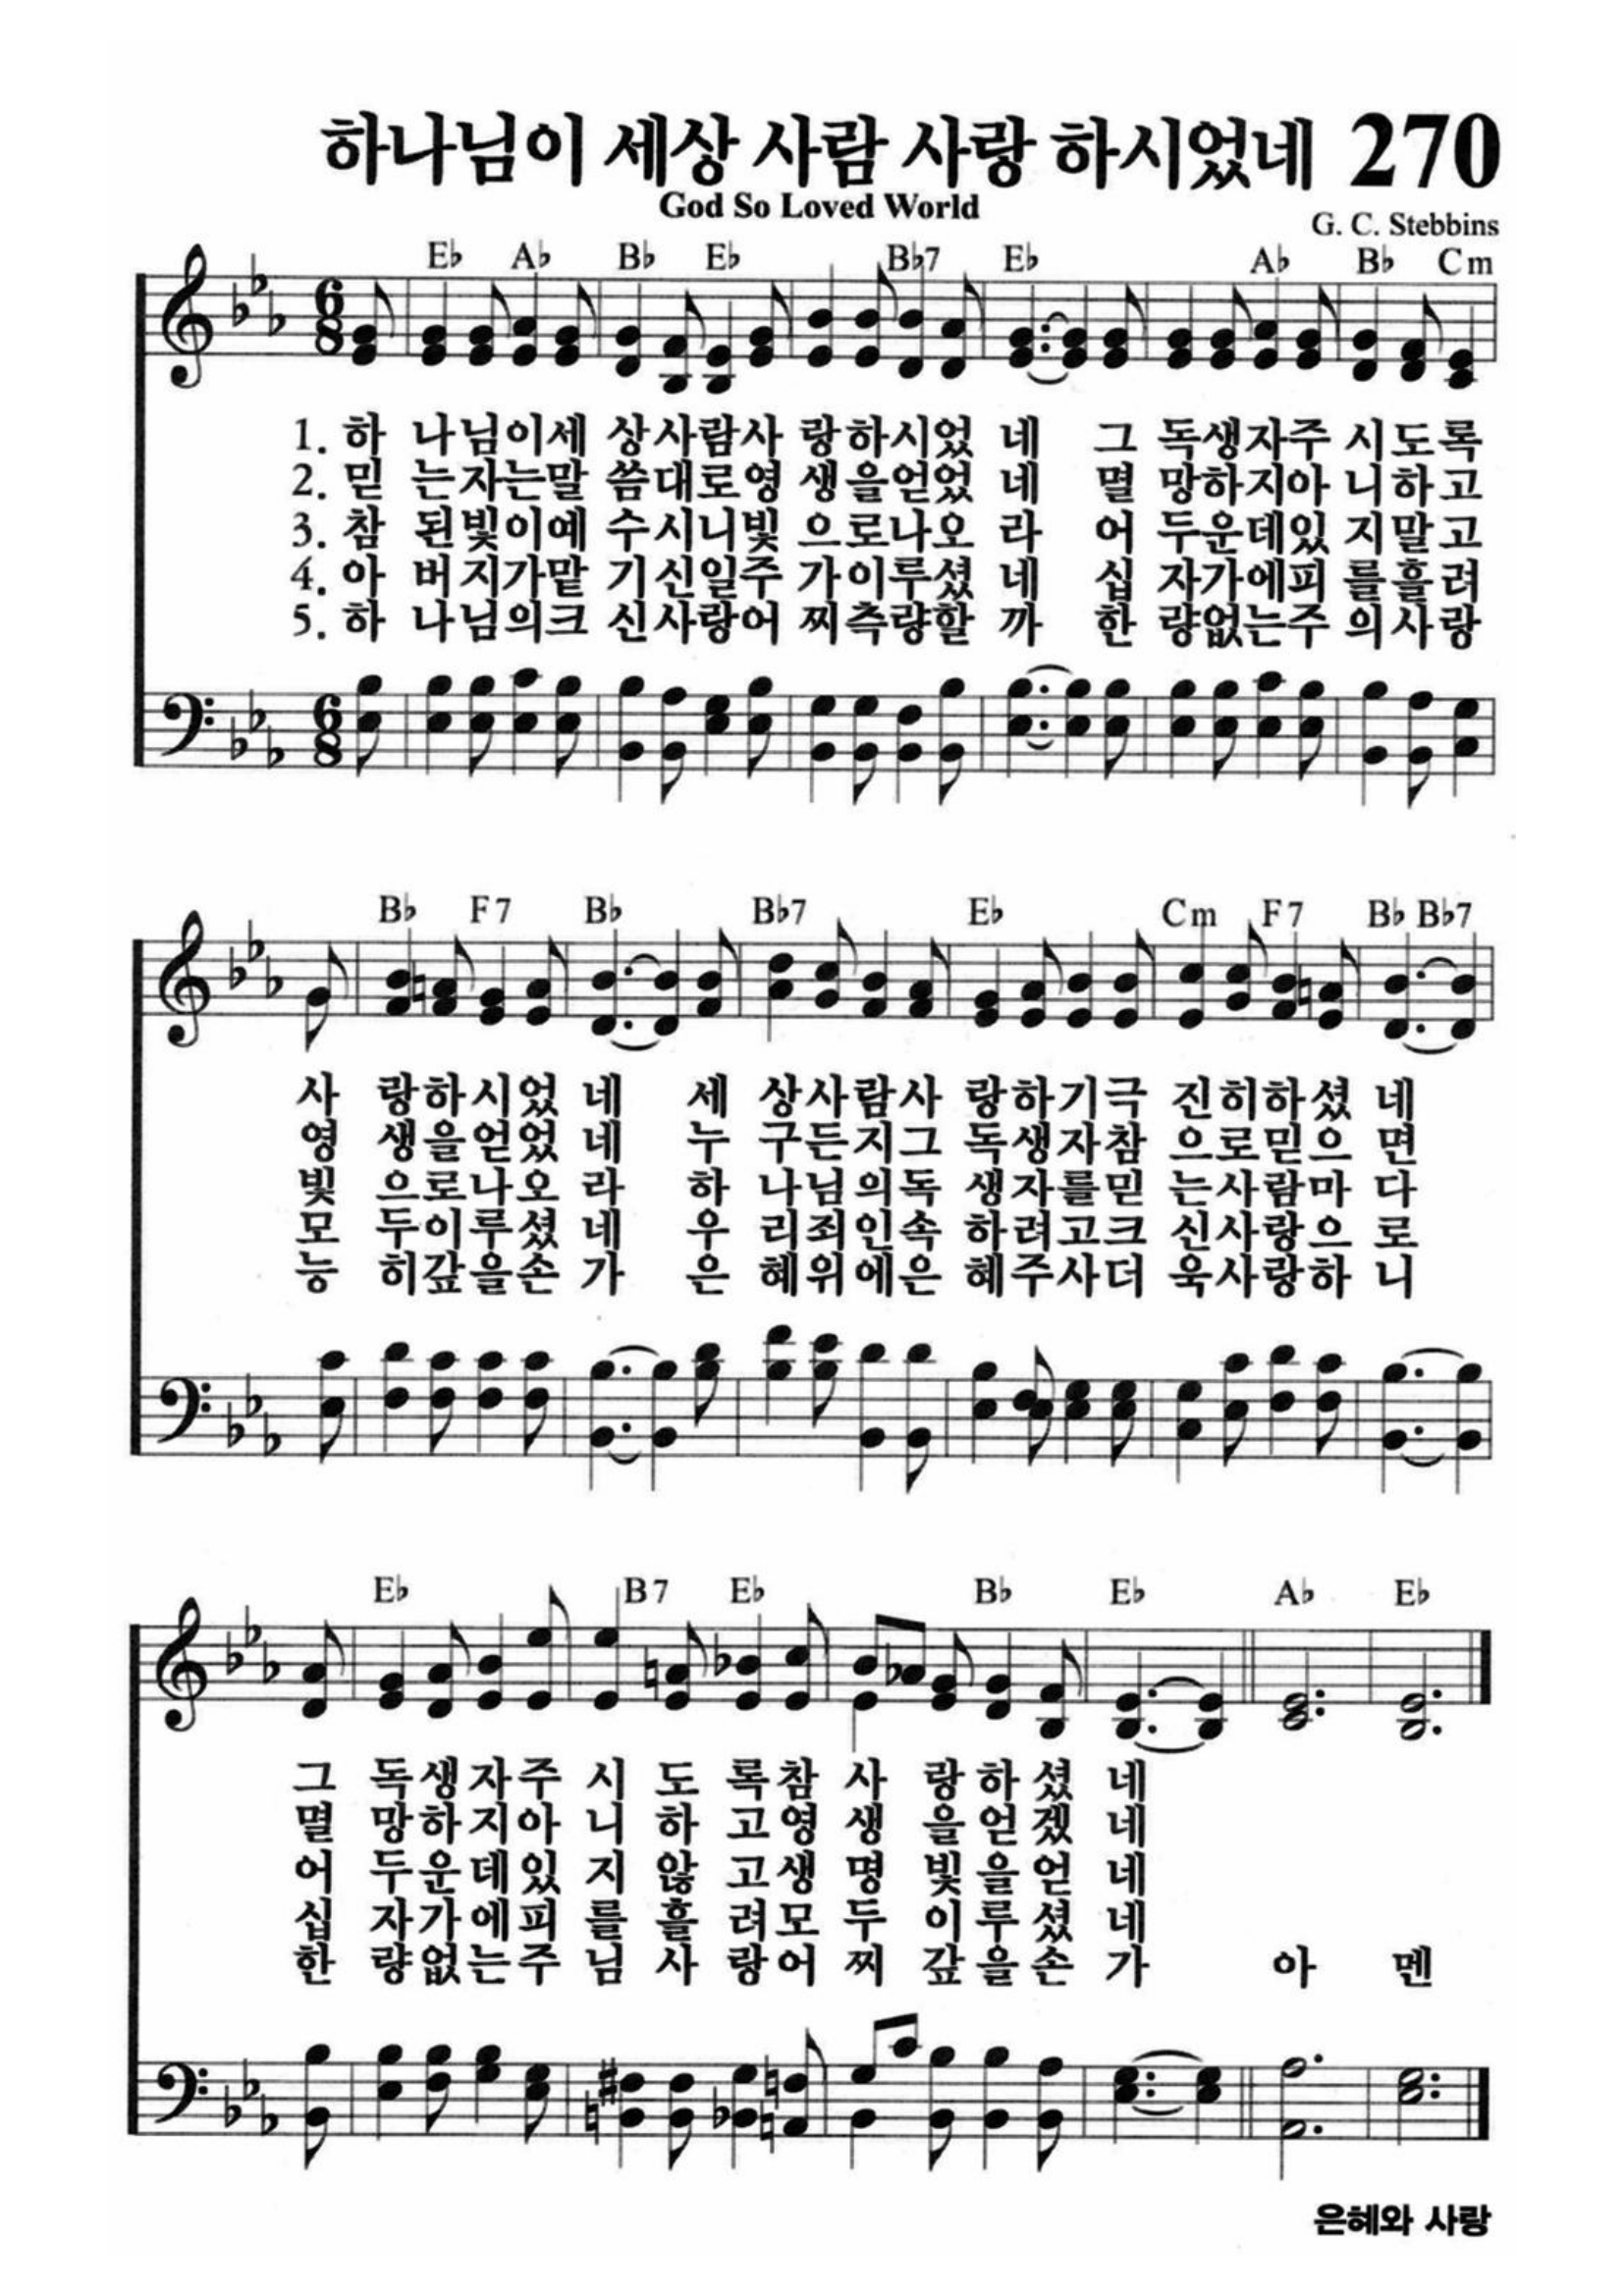 하나님이 세상 사람 사랑 하시었네 270
God So Loved World
G. C. Stebbins
E♭ A♭ B♭ E♭ B♭7 E♭ A♭ B♭ Cm
6 8
1. 하 나님이세 상사람사 랑하시었 네 그 독생자주 시도록
2. 믿 는자는말 씀대로영 생을얻었 네 멸 망하지아 니하고
3. 참 된빛이예 수시니빛 으로나오 라 어 두운데있 지말고
4. 아 버지가맡 기신일주 가이루셨 네 십 자가에피 를흘려
5. 하 나님의크 신사랑어 찌측량할 까 한 량없는주 의사랑
6 8
B♭ F7 B♭ B♭7 E♭ Cm F7 B♭ B♭7
사 랑하시었 네 세 상사람사 랑하기극 진히하셨 네
영 생을얻었 네 누 구든지그 독생자참 으로믿으 면
빛 으로나오 라 하 나님의독 생자를믿 는사람마 다
모 두이루셨 네 우 리죄인속 하려고크 신사랑으 로
능 히갚을손 가 은 혜위에은 혜주사더 욱사랑하 니
E♭ B7 E♭ B♭ E♭ A♭ E♭
그 독생자주 시 도 록참 사 랑하셨 네
멸 망하지아 니 하 고영 생 을얻겠 네
어 두운데있 지 않 고생 명 빛을얻 네
십 자가에피 를 흘 려모 두 이루셨 네
한 량없는주 님 사 랑어 찌 갚을손 가 아 멘
은혜와 사랑